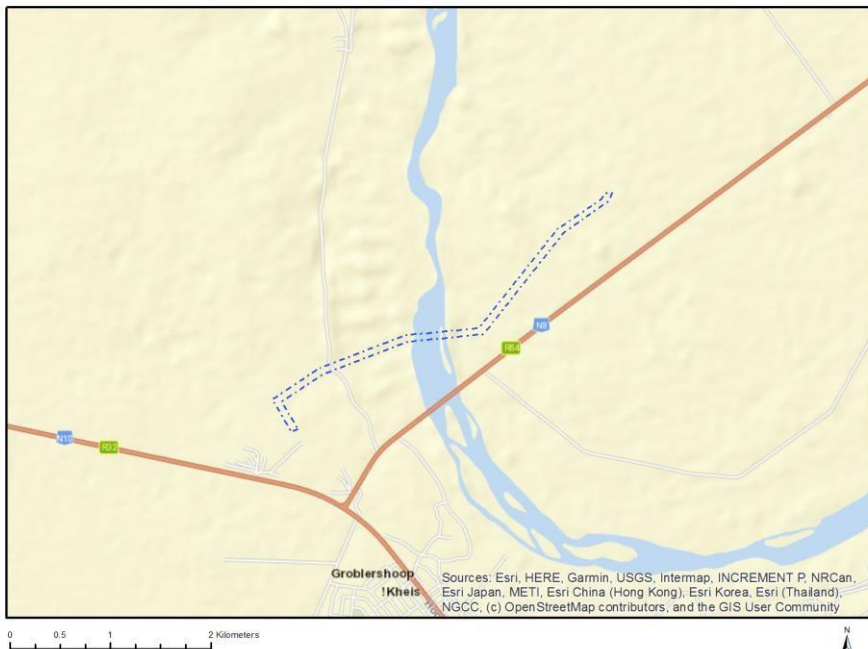 N8
R64
N10
R32
Groblershoop
!Kheis
Sources: Esri, HERE, Garmin, USGS, Intermap, INCREMENT P, NRCan,
Esri Japan, METI, Esri China (Hong Kong), Esri Korea, Esri (Thailand),
NGCC, (c) OpenStreetMap contributors, and the GIS User Community
0 0.5 1 2 Kilometers
N